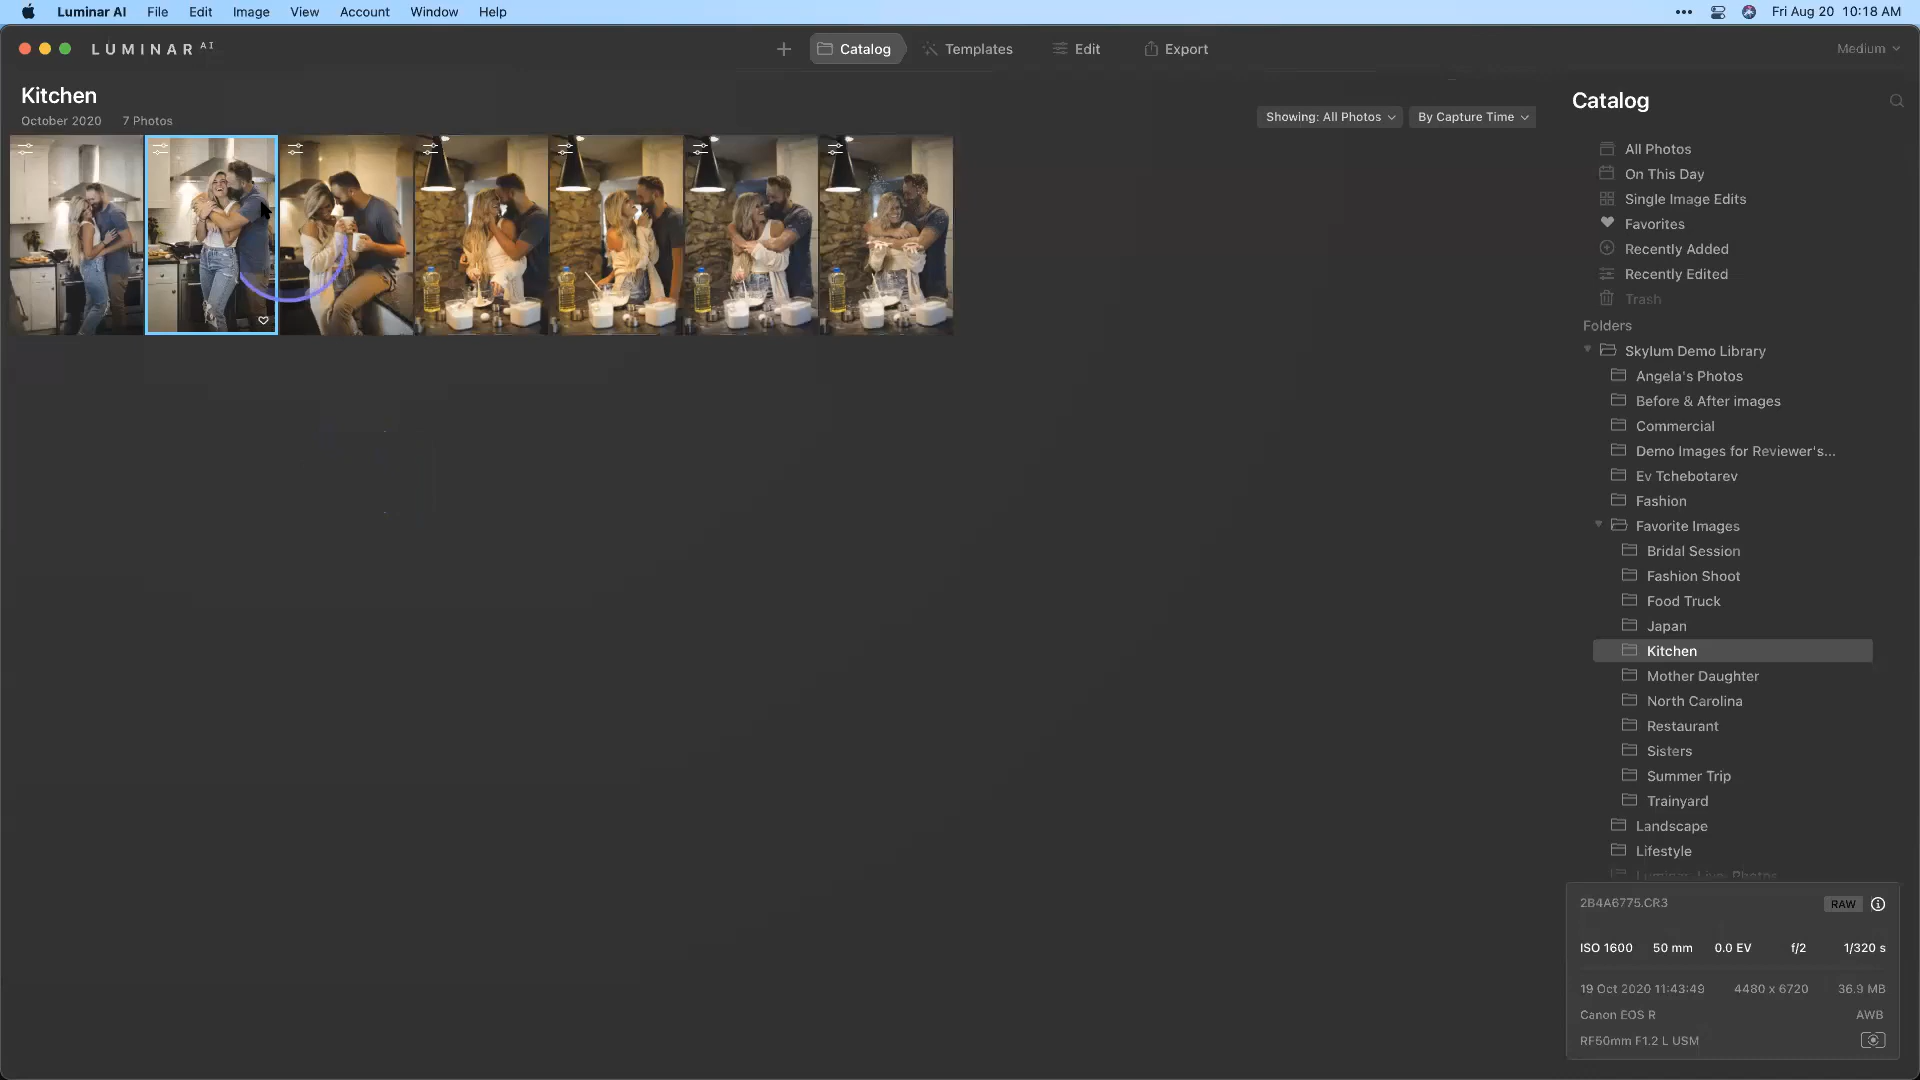 Luminar AI File Edit Image View Account Window Help Fri Aug 20 10:18 AM
LUMINAR AI Catalog Templates Edit Export Medium
Kitchen
October 2020 7 Photos
Showing: All Photos By Capture Time
Catalog
All Photos
On This Day
Single Image Edits
Favorites
Recently Added
Recently Edited
Trash
Folders
Skylum Demo Library
Angela's Photos
Before & After images
Commercial
Demo Images for Reviewer's...
Ev Tchebotarev
Fashion
Favorite Images
Bridal Session
Fashion Shoot
Food Truck
Japan
Kitchen
Mother Daughter
North Carolina
Restaurant
Sisters
Summer Trip
Trainyard
Landscape
Lifestyle
2B4A6775.CR3 RAW
ISO 1600 50 mm 0.0 EV f/2 1/320 s
19 Oct 2020 11:43:49 4480 x 6720 36.9 MB
Canon EOS R AWB
RF50mm F1.2 L USM